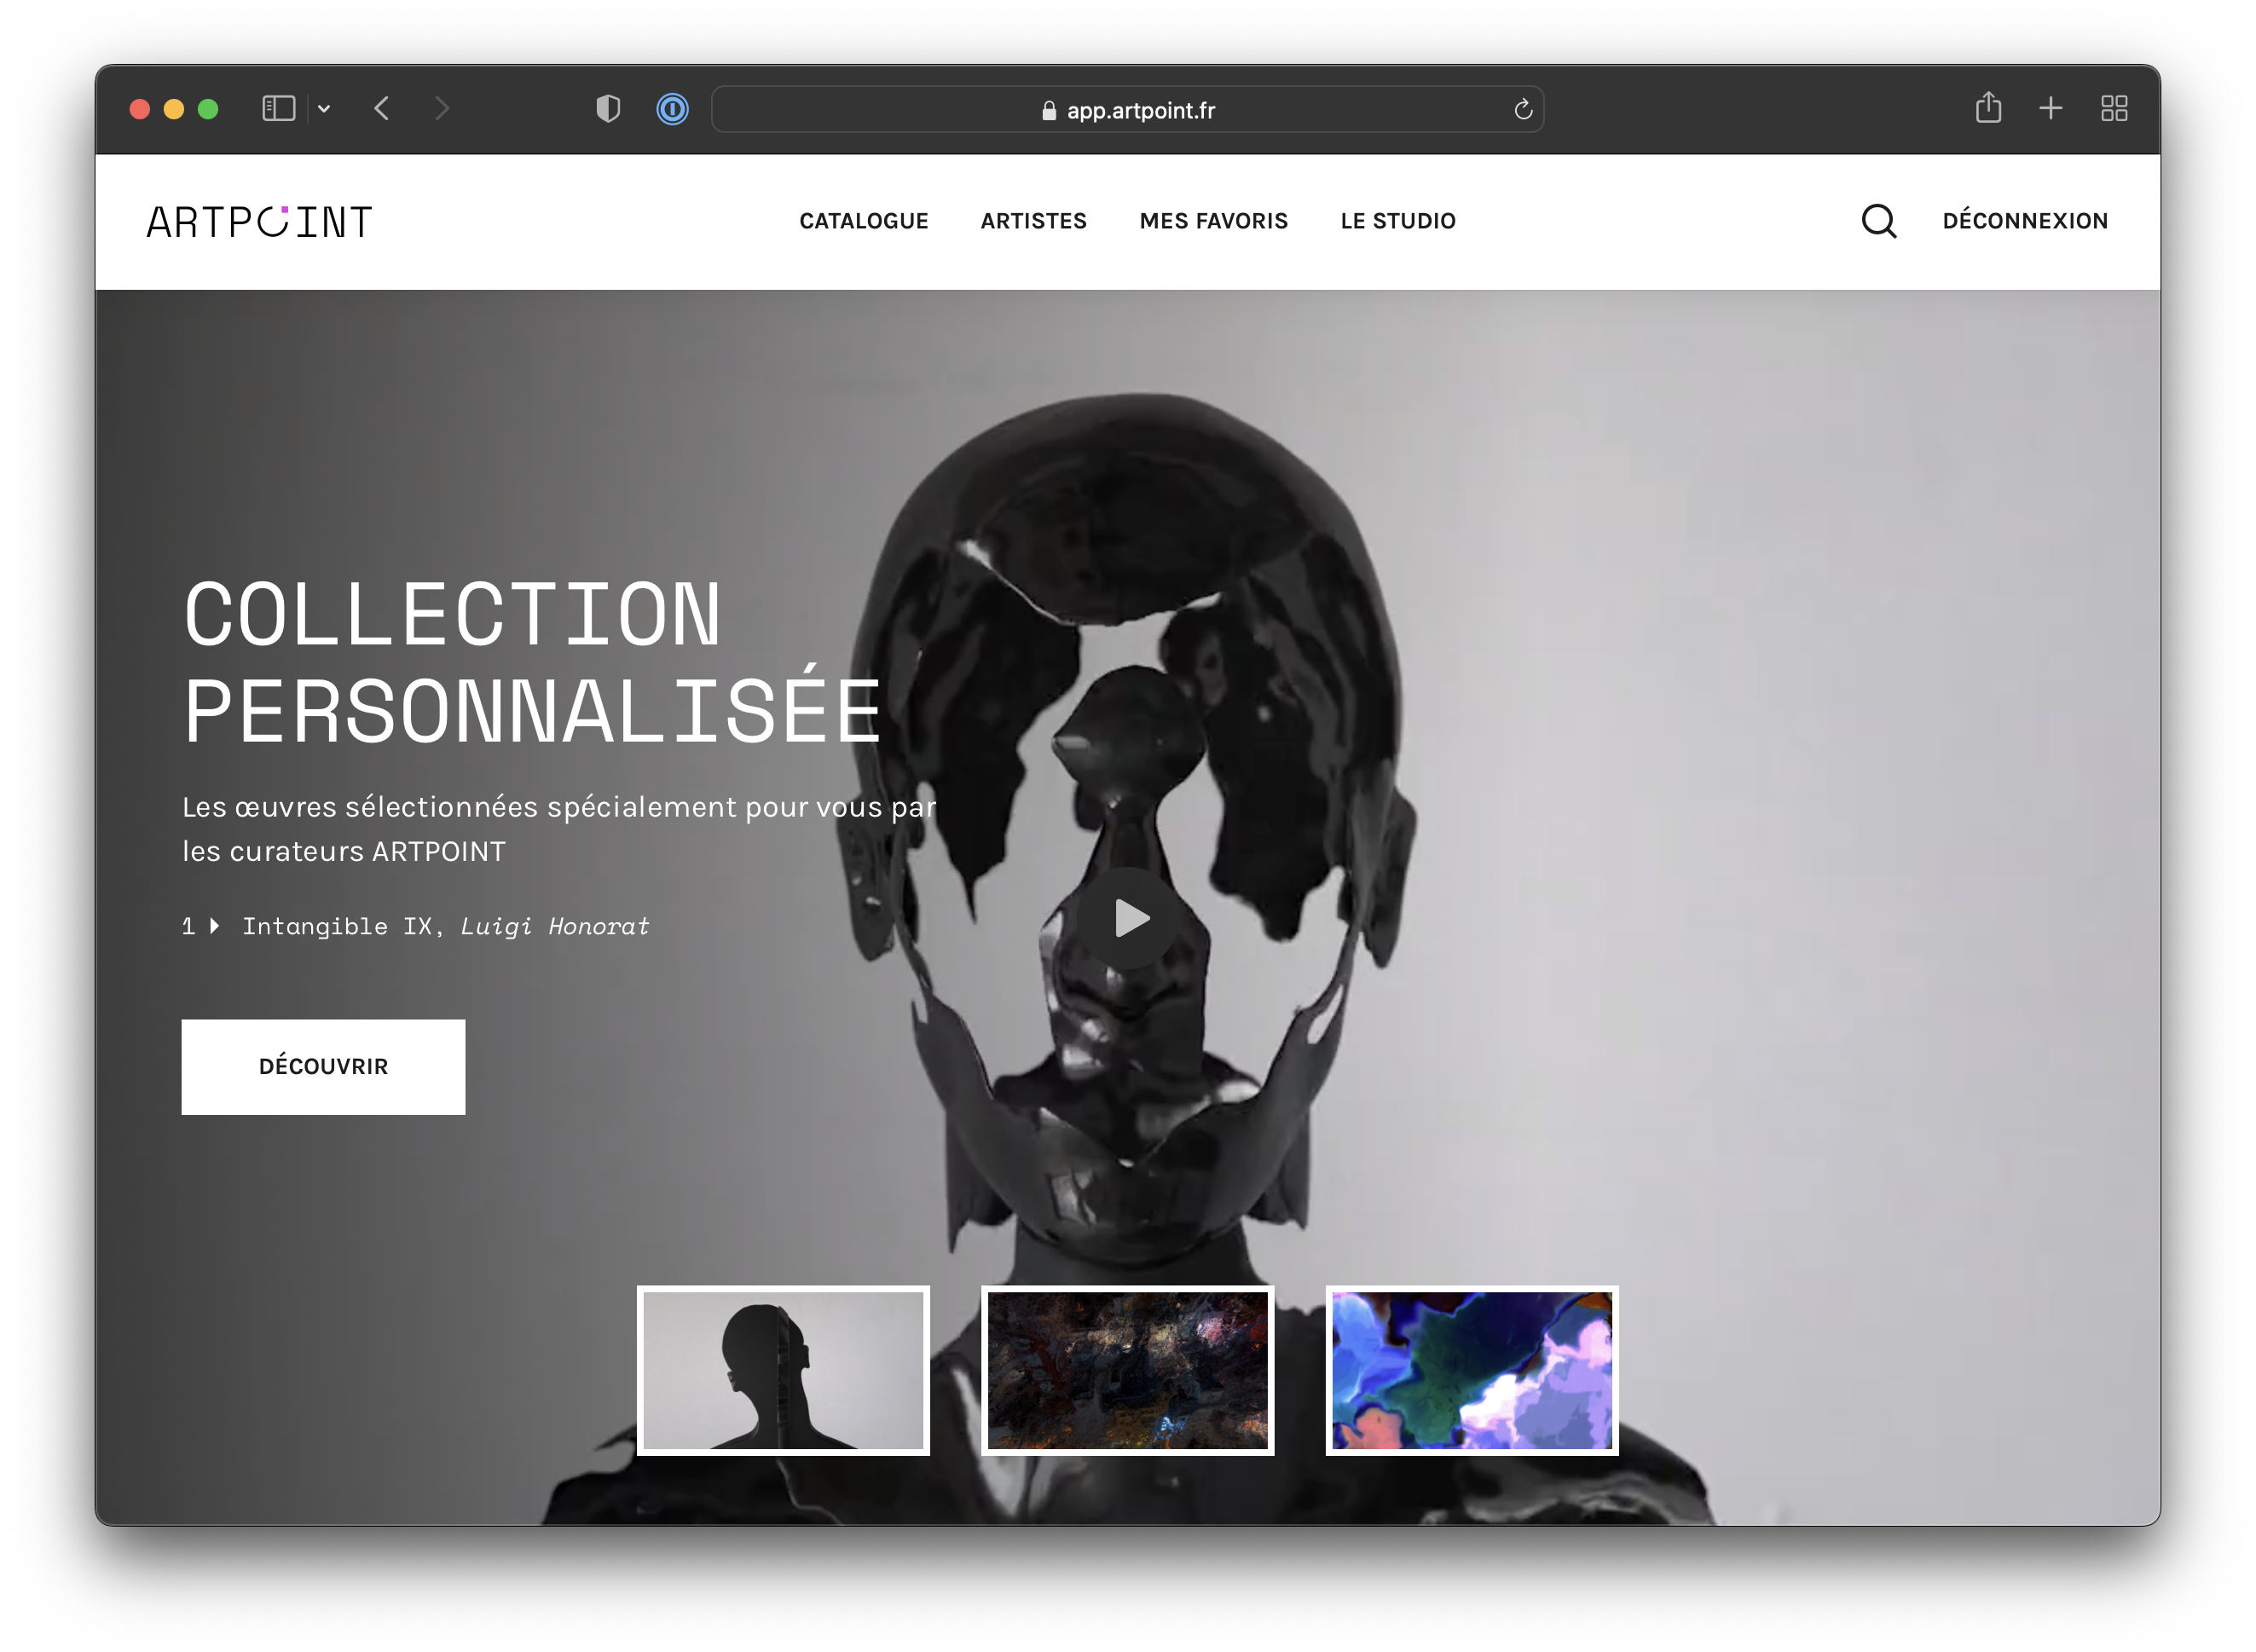 app.artpoint.fr
ARTPOINT
CATALOGUE
ARTISTES
MES FAVORIS
LE STUDIO
DÉCONNEXION
COLLECTION
PERSONNALISÉE
Les œuvres sélectionnées spécialement pour vous par
les curateurs ARTPOINT
1 Intangible IX, Luigi Honorat
DÉCOUVRIR